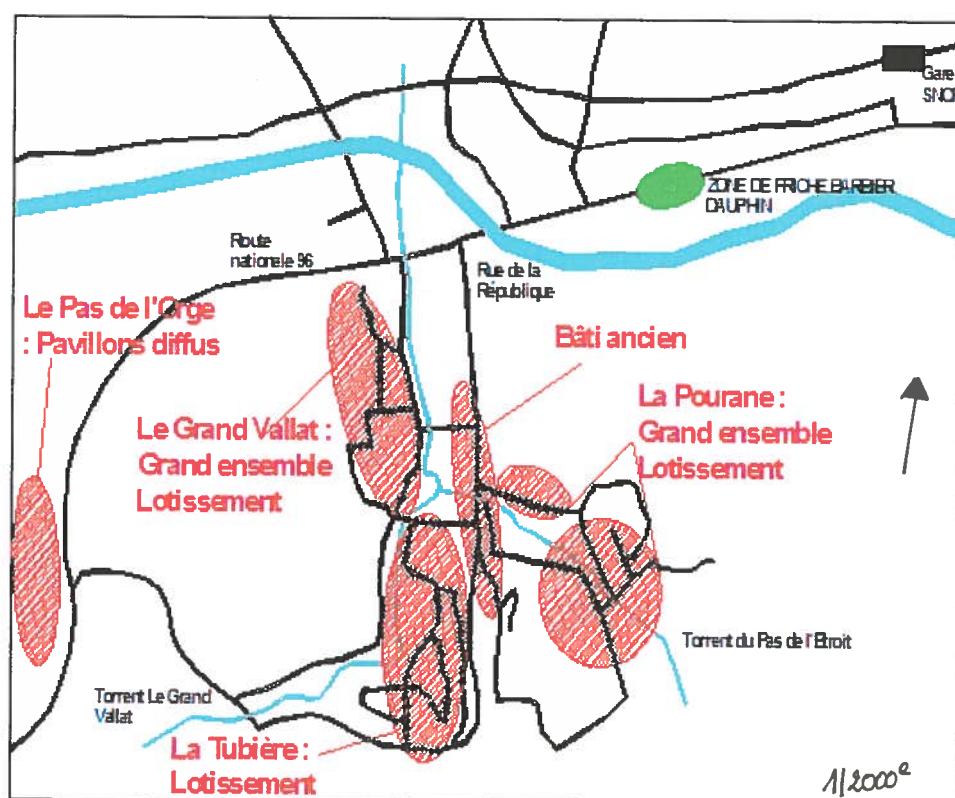 Gare
ZONE DE FRICHE BARBIER
DAUPHIN
Route
nationale 96
Rue de la
République
Le Pas de l'Orge
: Pavillons diffus
Bâti ancien
La Pourane :
Grand ensemble
Lotissement
Le Grand Vallat :
Grand ensemble
Lotissement
Torrent du Pas de l'Etroit
Torrent Le Grand
Vallat
La Tubière :
Lotissement
1/2000e